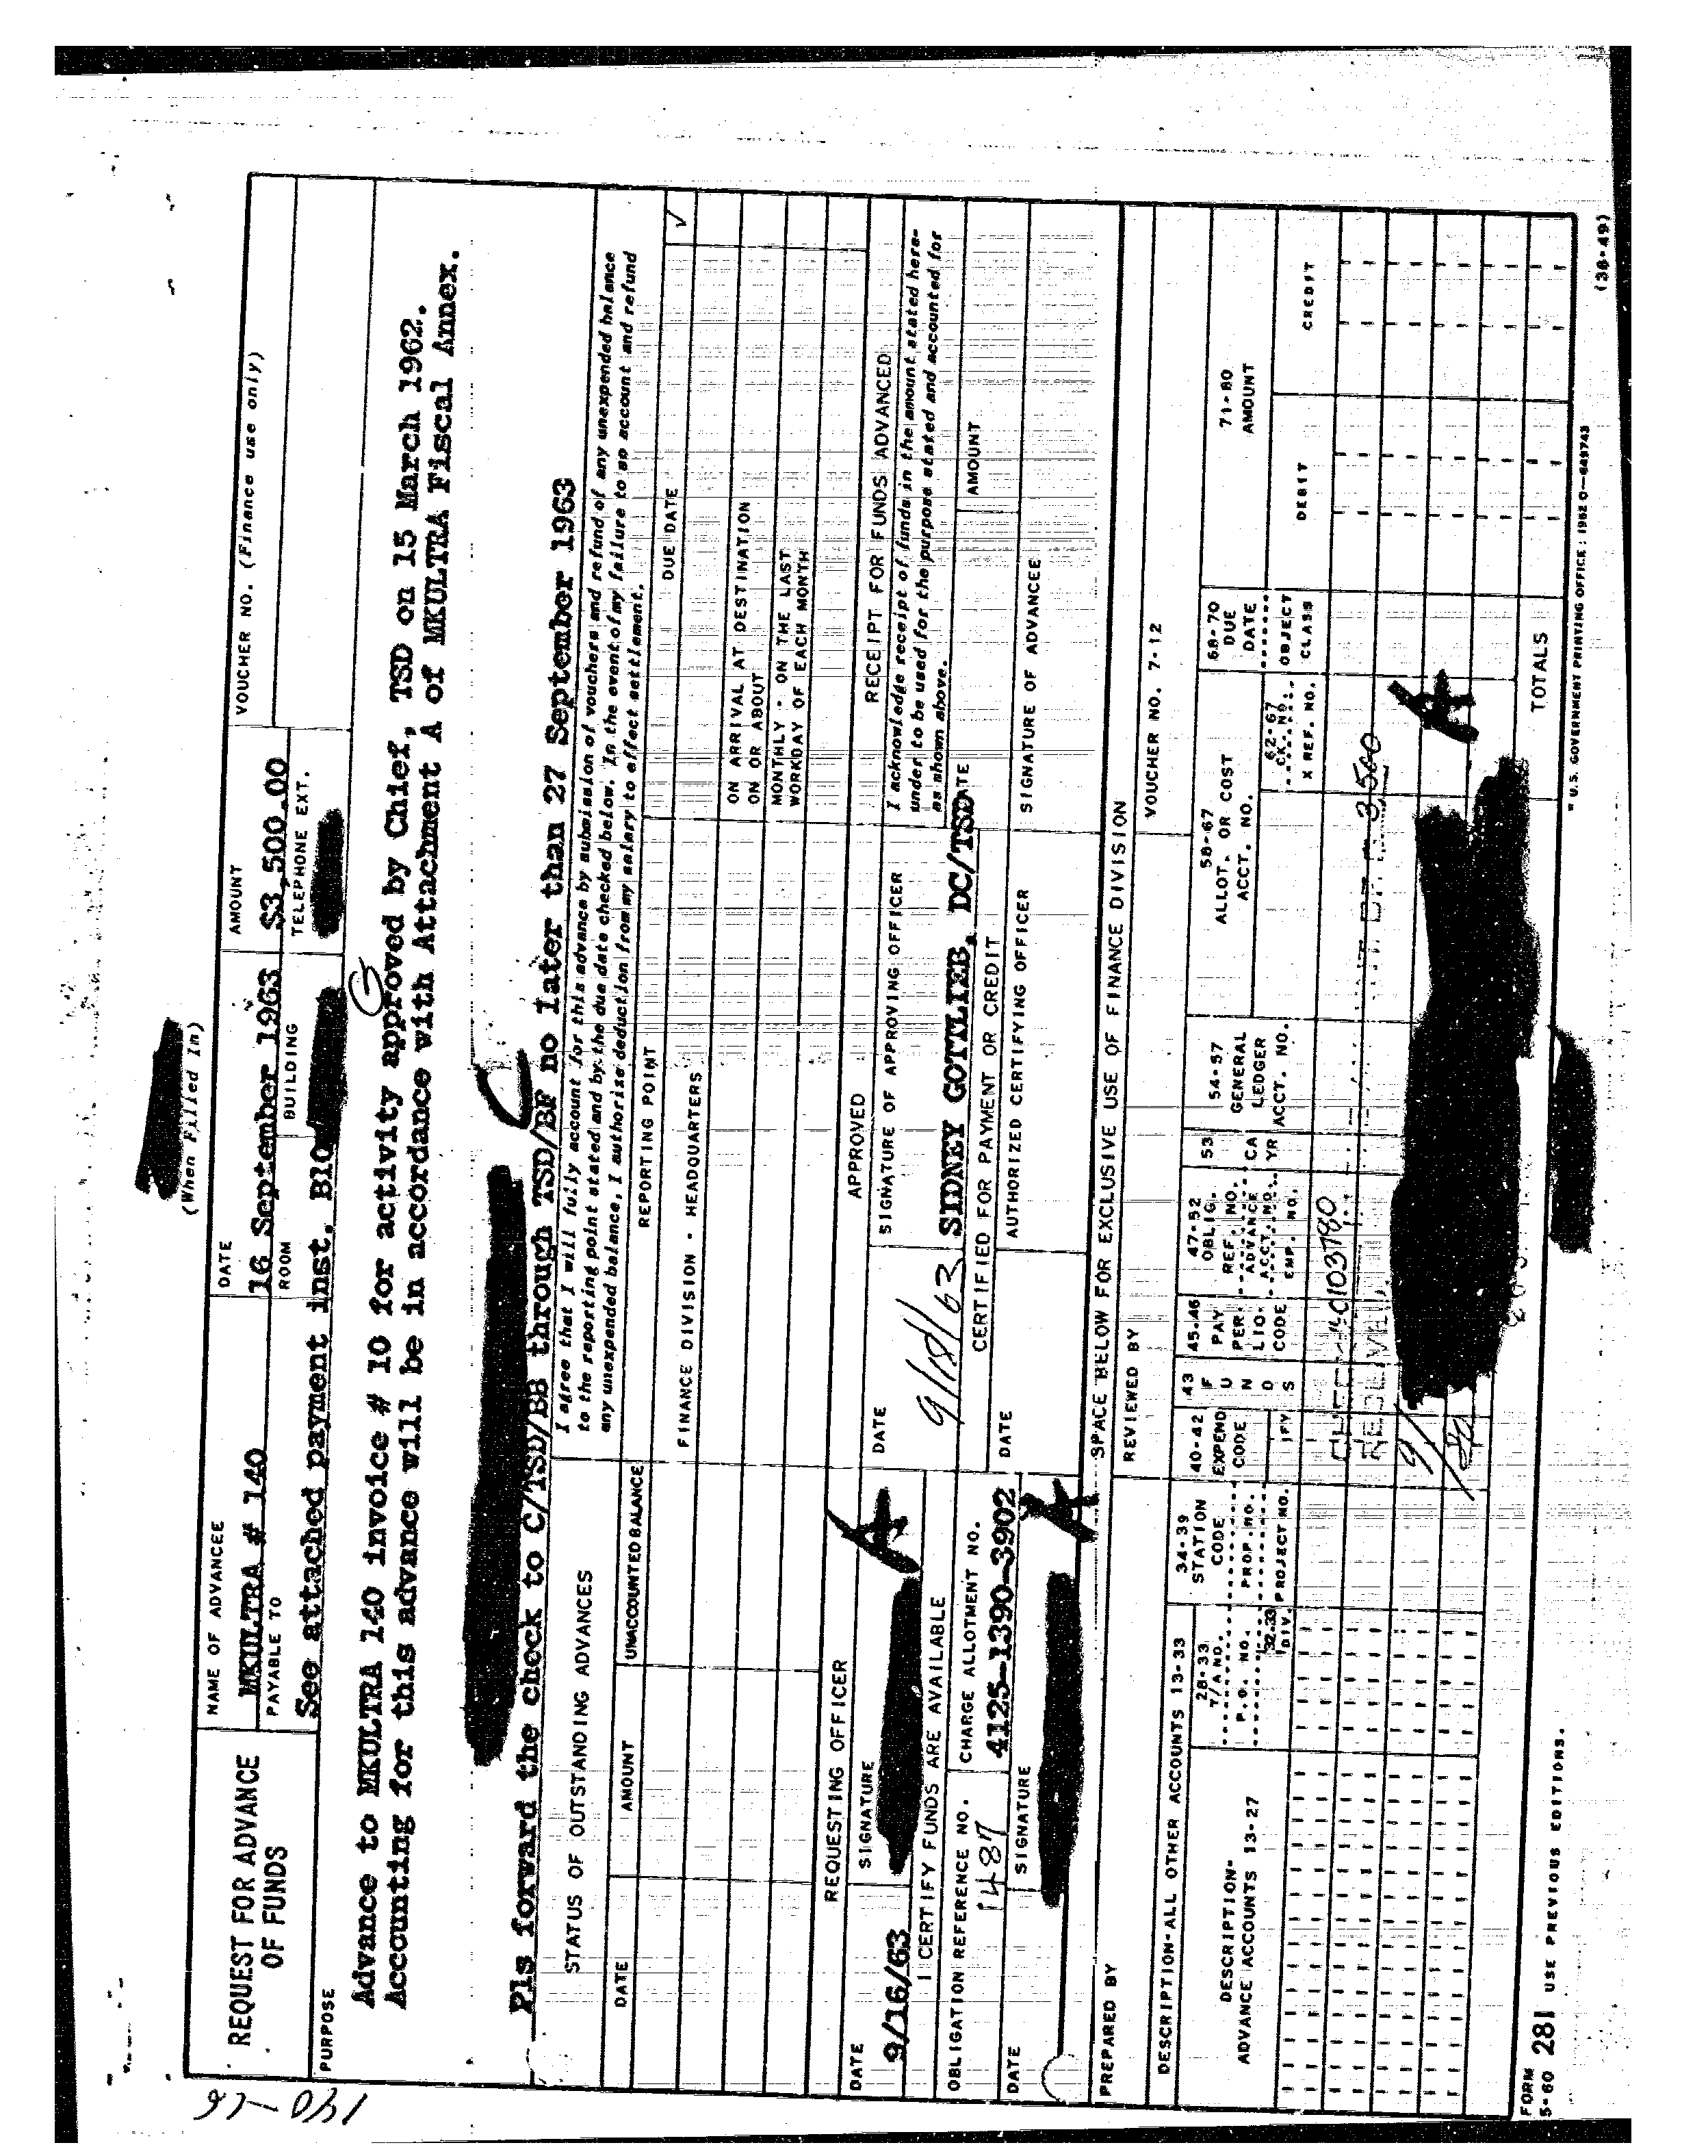 140-16
(When Filled In)
REQUEST FOR ADVANCE
OF FUNDS
NAME OF ADVANCEE
MKULTRA # 140
DATE
16 September 1963
AMOUNT
$3,500.00
VOUCHER NO. (Finance use only)
PAYABLE TO
See attached payment inst.
ROOM
B10
BUILDING
TELEPHONE EXT.
PURPOSE
Advance to MKULTRA 140 invoice # 10 for activity approved by Chief, TSD on 15 March 1962.
Accounting for this advance will be in accordance with Attachment A of MKULTRA Fiscal Annex.
Pls forward the check to C/TSD/BB through TSD/BF no later than 27 September 1963
STATUS OF OUTSTANDING ADVANCES
I agree that I will fully account for this advance by submission of vouchers and refund of any unexpended balance
to the reporting point stated and by the due date checked below. In the event of my failure to so account and refund
any unexpended balance, I authorize deduction from my salary to effect settlement.
DATE
AMOUNT
UNACCOUNTED BALANCE
REPORTING POINT
DUE DATE
✓
FINANCE DIVISION - HEADQUARTERS
ON ARRIVAL AT DESTINATION
ON OR ABOUT
MONTHLY - ON THE LAST
WORKDAY OF EACH MONTH
REQUESTING OFFICER
APPROVED
RECEIPT FOR FUNDS ADVANCED
DATE
9/16/63
SIGNATURE
A
DATE
9/18/63
SIGNATURE OF APPROVING OFFICER
SIDNEY GOTTLIEB, DC/TSD
I acknowledge receipt of funds in the amount stated here-
under to be used for the purpose stated and accounted for
as shown above.
I CERTIFY FUNDS ARE AVAILABLE
CERTIFIED FOR PAYMENT OR CREDIT
DATE
AMOUNT
OBLIGATION REFERENCE NO.
1487
CHARGE ALLOTMENT NO.
4125-1390-3902
DATE
SIGNATURE
A
DATE
AUTHORIZED CERTIFYING OFFICER
SIGNATURE OF ADVANCEE
SPACE BELOW FOR EXCLUSIVE USE OF FINANCE DIVISION
PREPARED BY
REVIEWED BY
VOUCHER NO. 7-12
DESCRIPTION-ALL OTHER ACCOUNTS 13-33
DESCRIPTION-
ADVANCE ACCOUNTS 13-27
28-33
T/A NO.
P.O. NO.
32-33
DIV.
34-39
STATION
CODE
PROP. NO.
PROJECT NO.
40-42
EXPEND
CODE
IFY
43
FUNDS
45-46
PAY
PER.
LIQ.
CODE
47-52
OBLIG.
REF. NO.
ADVANCE
ACCT. NO.
EMP. NO.
53
CA
YR
54-57
GENERAL
LEDGER
ACCT. NO.
58-67
ALLOT. OR COST
ACCT. NO.
62-67
CK. NO.
X REF. NO.
68-70
DUE
DATE
OBJECT
CLASS
71-80
AMOUNT
DEBIT
CREDIT
3,500
A
TOTALS
FORM
5-60 281 USE PREVIOUS EDITIONS.
* U.S. GOVERNMENT PRINTING OFFICE : 1962 O-649743
(38-49)